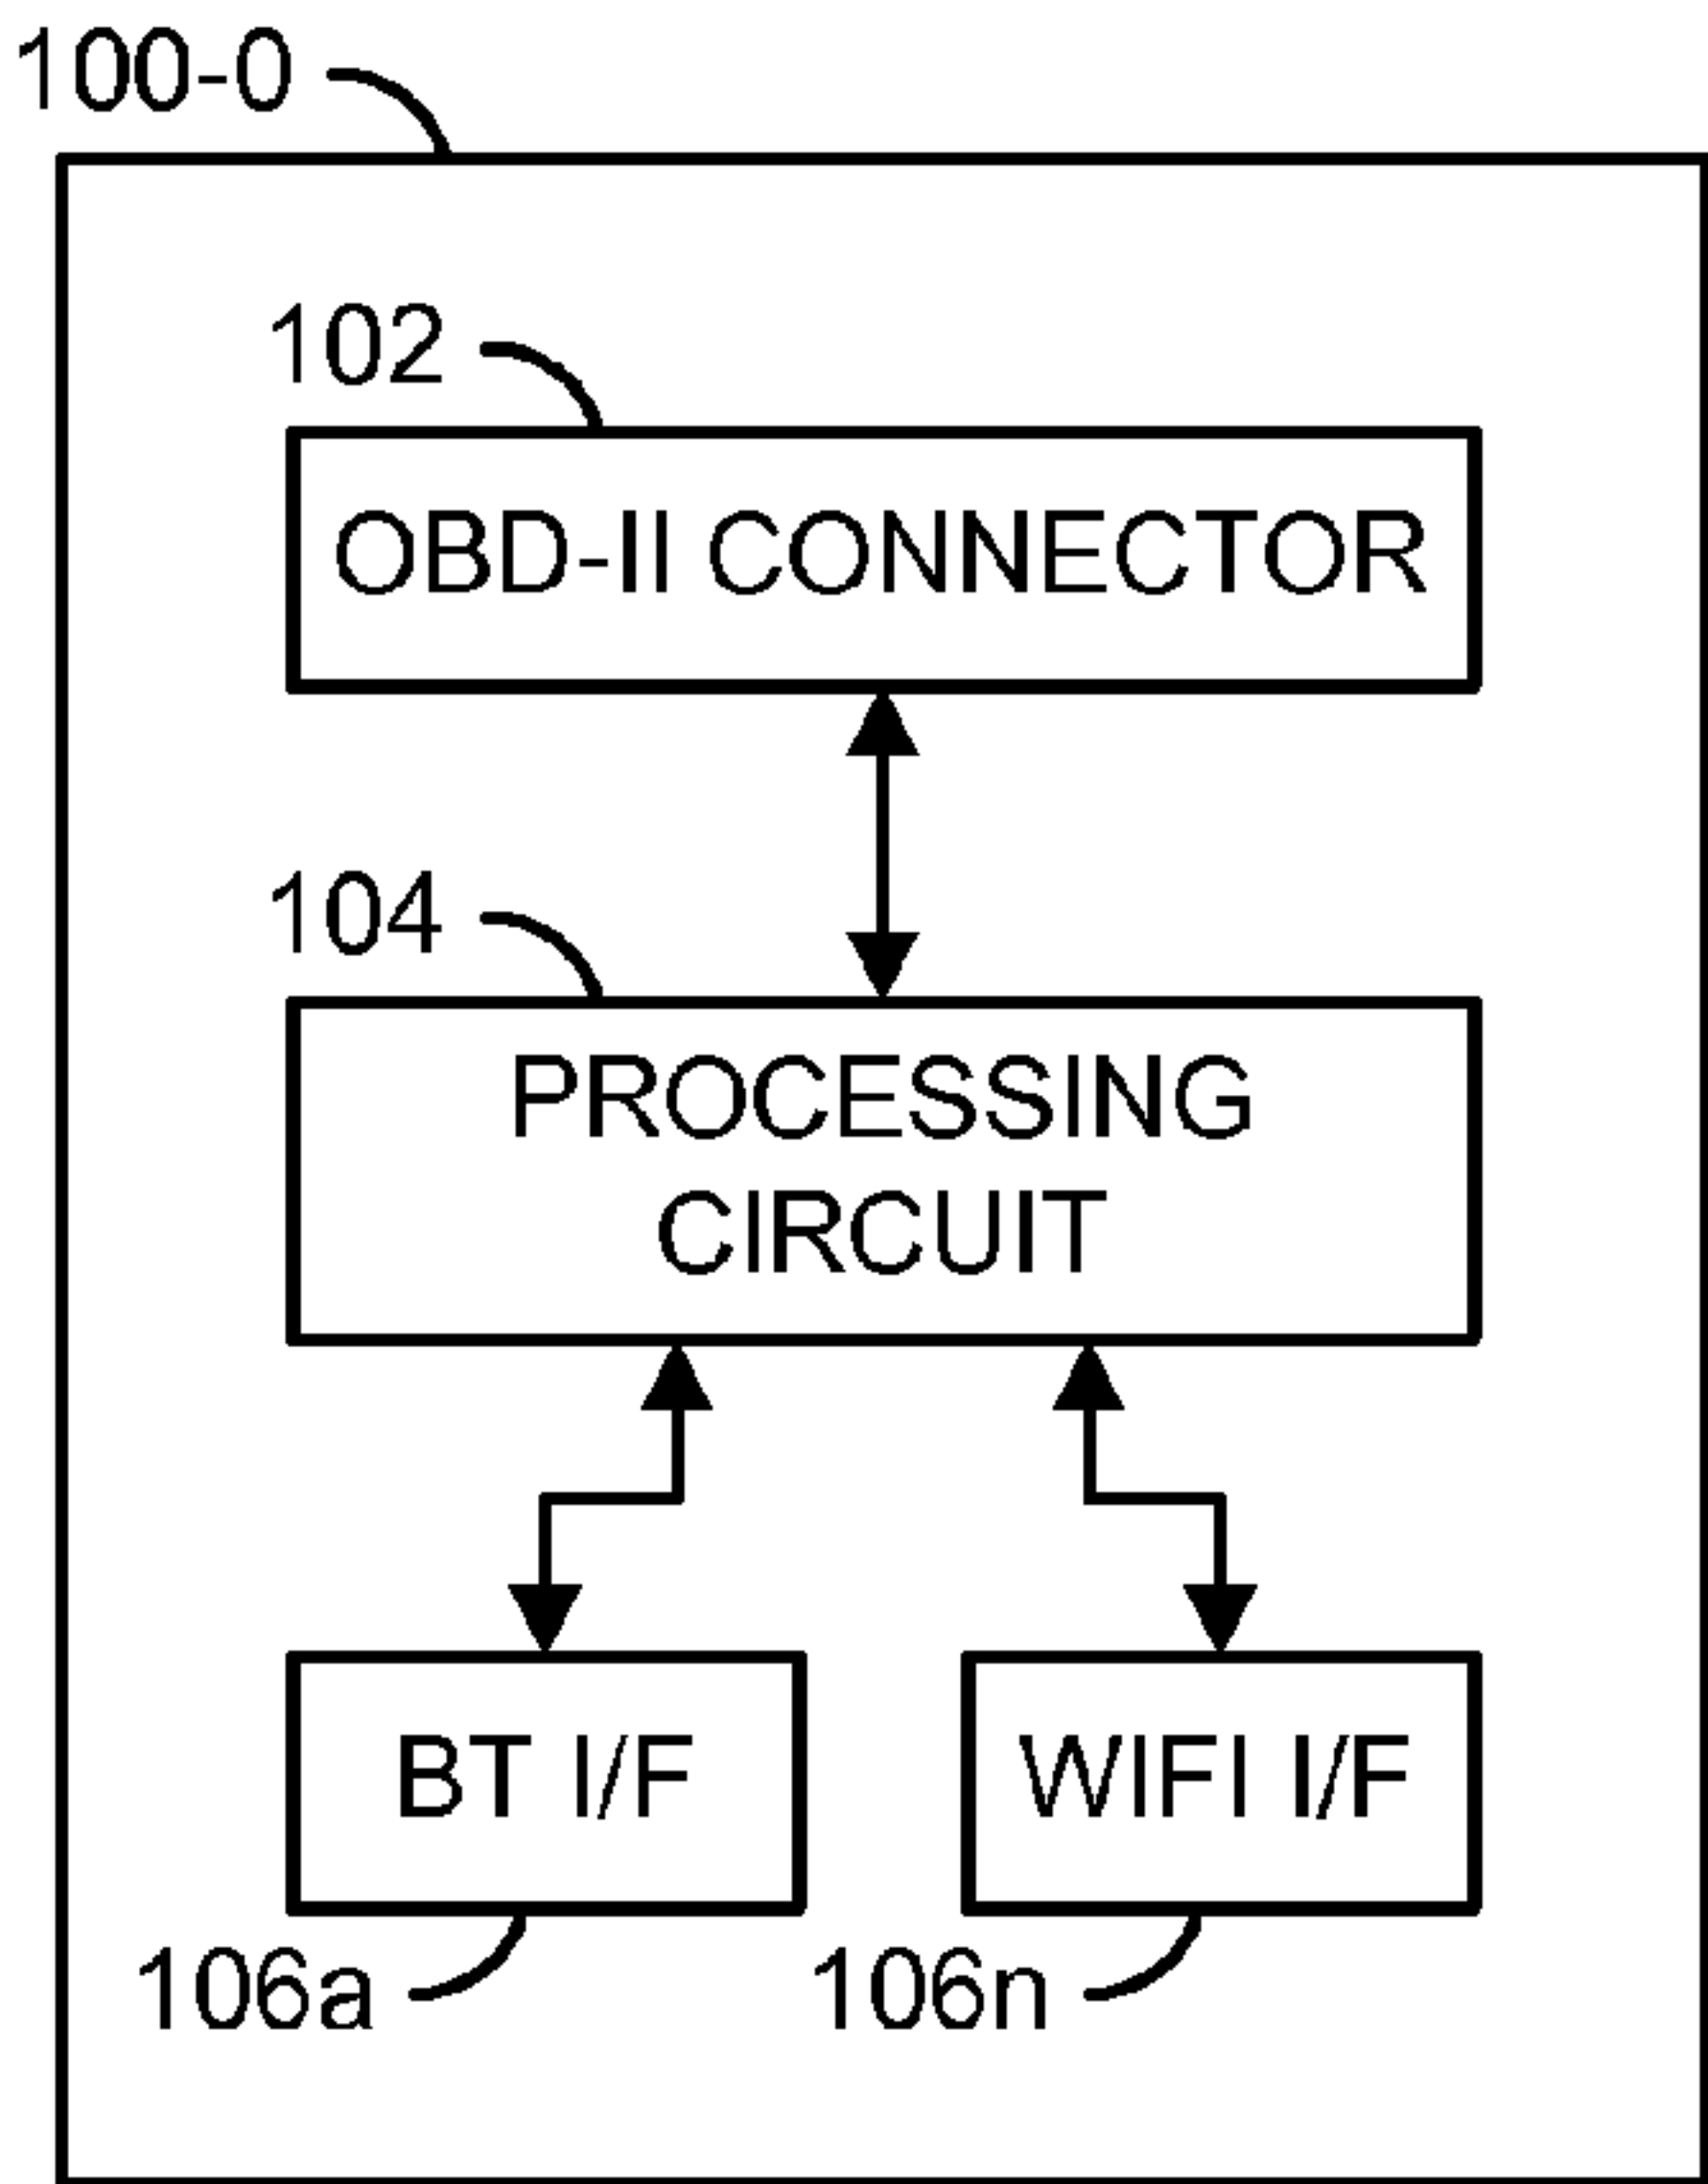 100-0
102
OBD-II CONNECTOR
104
PROCESSING
CIRCUIT
BT I/F
WIFI I/F
106a
106n